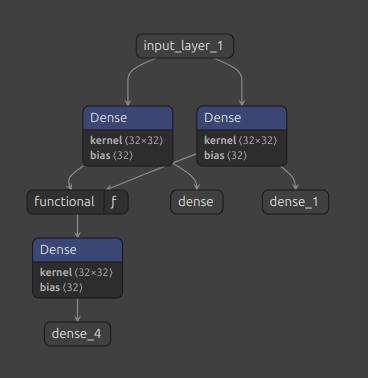 input_layer_1
Dense Dense
kernel ⟨32×32⟩ kernel ⟨32×32⟩
bias ⟨32⟩ bias ⟨32⟩
functional ƒ dense dense_1
Dense
kernel ⟨32×32⟩
bias ⟨32⟩
dense_4